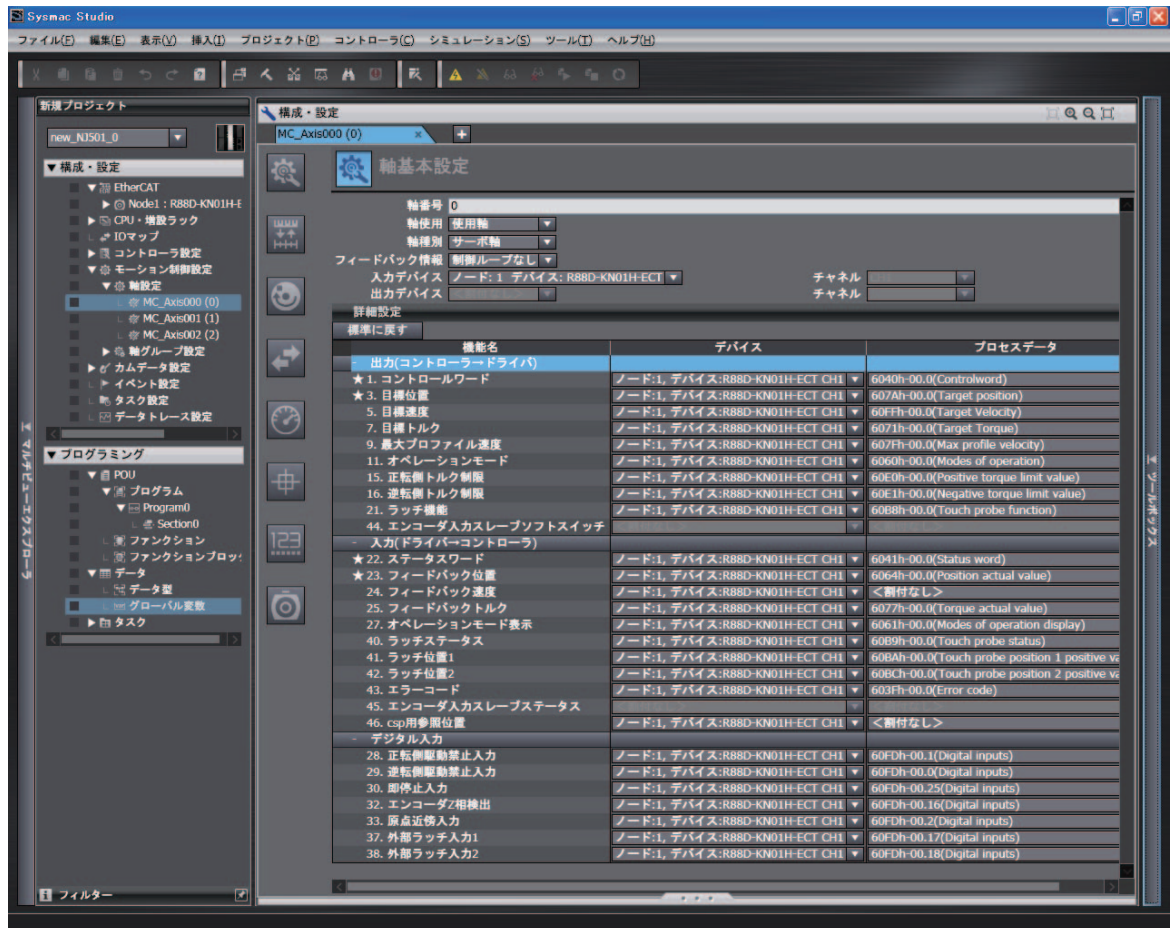 Sysmac Studio
ファイル(F) 編集(E) 表示(V) 挿入(I) プロジェクト(P) コントローラ(C) シミュレーション(S) ツール(T) ヘルプ(H)
マルチビューエクスプローラ
新規プロジェクト
new_NJ501_0
▼構成・設定
▼ EtherCAT
▶ Node1 : R88D-KN01H-E
▶ CPU・増設ラック
IOマップ
▶ コントローラ設定
▼ モーション制御設定
▼ 軸設定
MC_Axis000 (0)
MC_Axis001 (1)
MC_Axis002 (2)
▶ 軸グループ設定
▶ カムデータ設定
▶ イベント設定
タスク設定
データトレース設定
▼プログラミング
▼ POU
▼ プログラム
▼ Program0
Section0
ファンクション
ファンクションブロック
▼ データ
データ型
グローバル変数
▶ タスク
フィルター
構成・設定
MC_Axis000 (0) × +
軸基本設定
軸番号 0
軸使用 使用軸
軸種別 サーボ軸
フィードバック情報 制御ループなし
入力デバイス ノード: 1 デバイス: R88D-KN01H-ECT チャネル CH1
出力デバイス <割付なし> チャネル
詳細設定
標準に戻す
機能名 デバイス プロセスデータ
- 出力(コントローラ→ドライバ)
★1. コントロールワード ノード:1, デバイス:R88D-KN01H-ECT CH1 6040h-00.0(Controlword)
★3. 目標位置 ノード:1, デバイス:R88D-KN01H-ECT CH1 607Ah-00.0(Target position)
5. 目標速度 ノード:1, デバイス:R88D-KN01H-ECT CH1 60FFh-00.0(Target Velocity)
7. 目標トルク ノード:1, デバイス:R88D-KN01H-ECT CH1 6071h-00.0(Target Torque)
9. 最大プロファイル速度 ノード:1, デバイス:R88D-KN01H-ECT CH1 607Fh-00.0(Max profile velocity)
11. オペレーションモード ノード:1, デバイス:R88D-KN01H-ECT CH1 6060h-00.0(Modes of operation)
15. 正転側トルク制限 ノード:1, デバイス:R88D-KN01H-ECT CH1 60E0h-00.0(Positive torque limit value)
16. 逆転側トルク制限 ノード:1, デバイス:R88D-KN01H-ECT CH1 60E1h-00.0(Negative torque limit value)
21. ラッチ機能 ノード:1, デバイス:R88D-KN01H-ECT CH1 60B8h-00.0(Touch probe function)
44. エンコーダ入力スレーブソフトスイッチ <割付なし> <割付なし>
- 入力(ドライバ→コントローラ)
★22. ステータスワード ノード:1, デバイス:R88D-KN01H-ECT CH1 6041h-00.0(Status word)
★23. フィードバック位置 ノード:1, デバイス:R88D-KN01H-ECT CH1 6064h-00.0(Position actual value)
24. フィードバック速度 ノード:1, デバイス:R88D-KN01H-ECT CH1 <割付なし>
25. フィードバックトルク ノード:1, デバイス:R88D-KN01H-ECT CH1 6077h-00.0(Torque actual value)
27. オペレーションモード表示 ノード:1, デバイス:R88D-KN01H-ECT CH1 6061h-00.0(Modes of operation display)
40. ラッチステータス ノード:1, デバイス:R88D-KN01H-ECT CH1 60B9h-00.0(Touch probe status)
41. ラッチ位置1 ノード:1, デバイス:R88D-KN01H-ECT CH1 60BAh-00.0(Touch probe position 1 positive va
42. ラッチ位置2 ノード:1, デバイス:R88D-KN01H-ECT CH1 60BCh-00.0(Touch probe position 2 positive va
43. エラーコード ノード:1, デバイス:R88D-KN01H-ECT CH1 603Fh-00.0(Error code)
45. エンコーダ入力スレーブステータス <割付なし> <割付なし>
46. csp用参照位置 ノード:1, デバイス:R88D-KN01H-ECT CH1 <割付なし>
- デジタル入力
28. 正転側駆動禁止入力 ノード:1, デバイス:R88D-KN01H-ECT CH1 60FDh-00.1(Digital inputs)
29. 逆転側駆動禁止入力 ノード:1, デバイス:R88D-KN01H-ECT CH1 60FDh-00.0(Digital inputs)
30. 即停止入力 ノード:1, デバイス:R88D-KN01H-ECT CH1 60FDh-00.25(Digital inputs)
32. エンコーダZ相検出 ノード:1, デバイス:R88D-KN01H-ECT CH1 60FDh-00.16(Digital inputs)
33. 原点近傍入力 ノード:1, デバイス:R88D-KN01H-ECT CH1 60FDh-00.2(Digital inputs)
37. 外部ラッチ入力1 ノード:1, デバイス:R88D-KN01H-ECT CH1 60FDh-00.17(Digital inputs)
38. 外部ラッチ入力2 ノード:1, デバイス:R88D-KN01H-ECT CH1 60FDh-00.18(Digital inputs)
ツールボックス